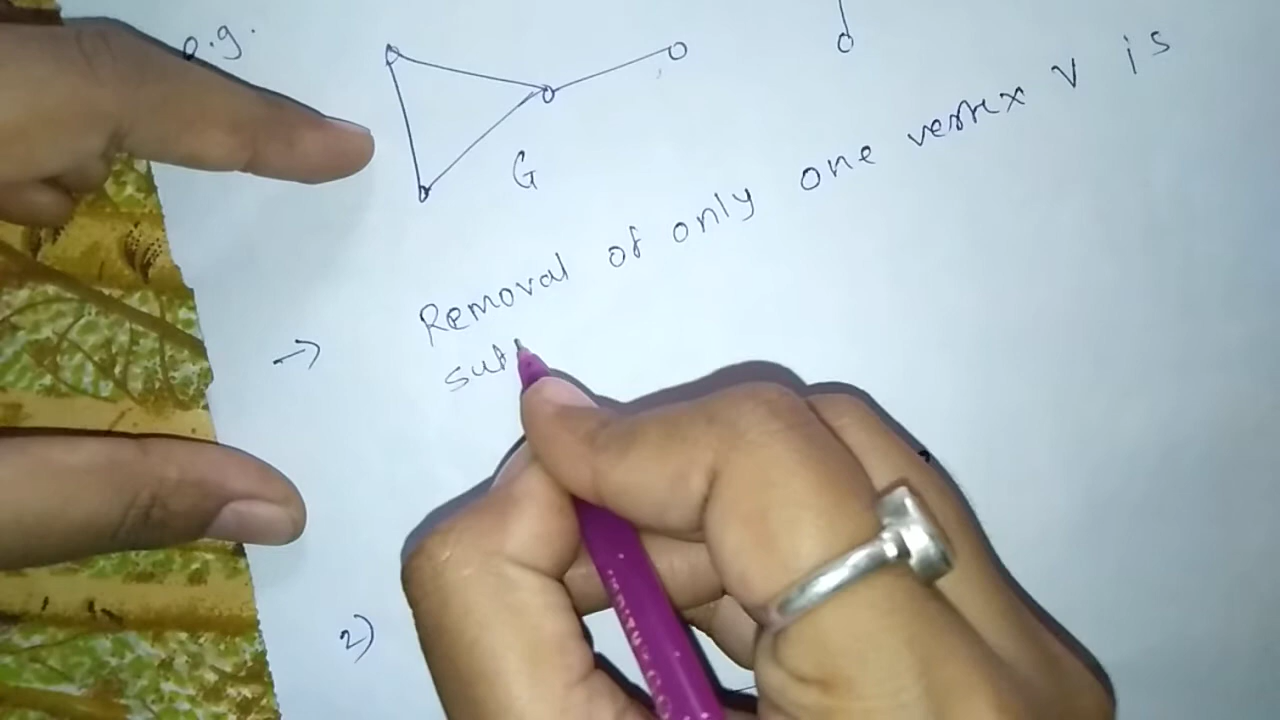 e.g.
G
→ Removal of only one vertex v is
2)